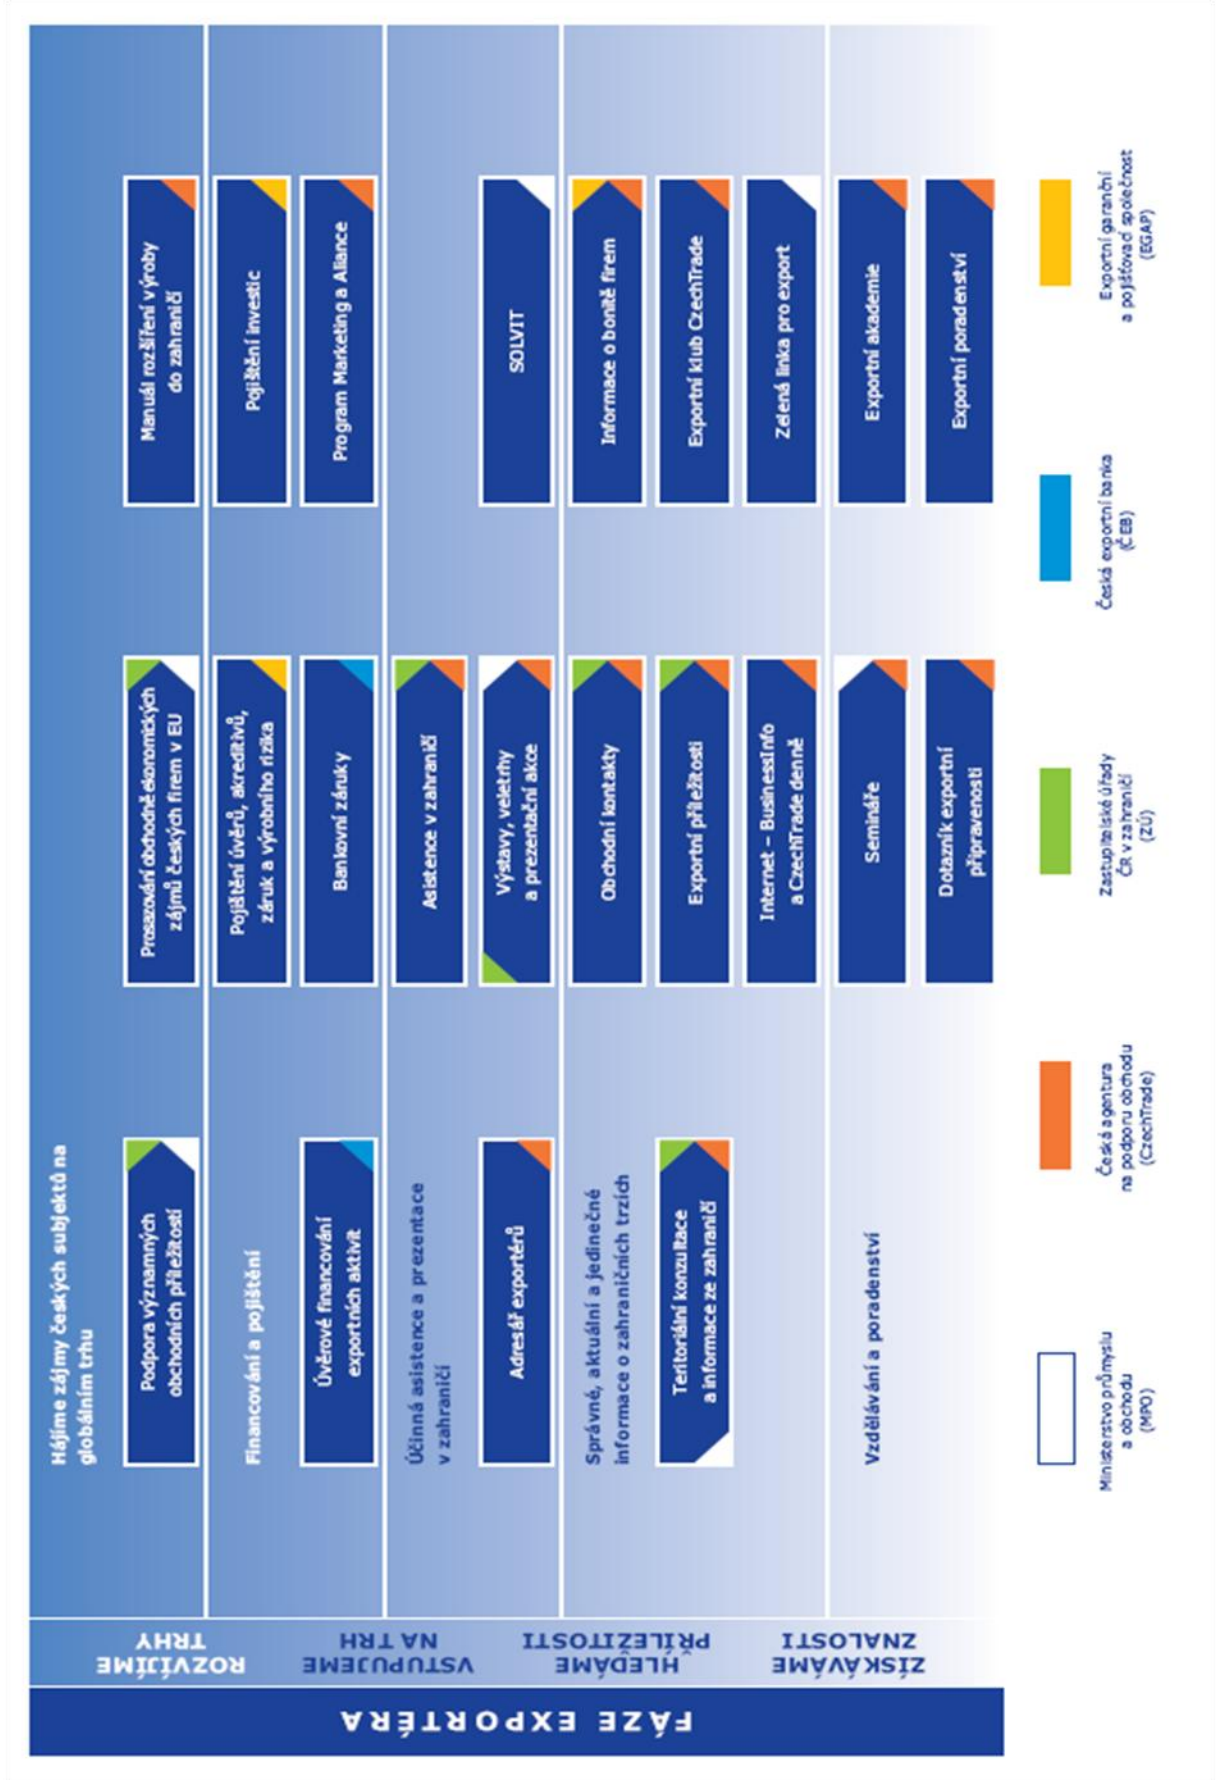 FÁZE EXPORTÉRA
ROZVÍJÍME
TRHY
VSTUPUJEME
NA TRH
HLEDÁME
PŘÍLEŽITOSTI
ZÍSKÁVÁME
ZNALOSTI
Hájíme zájmy českých subjektů na
globálním trhu
Podpora významných
obchodních příležitostí
Prosazování obchodně ekonomických
zájmů českých firem v EU
Manuál rozšíření výroby
do zahraničí
Financování a pojištění
Pojištění úvěrů, akreditivů,
záruk a výrobního rizika
Pojištění investic
Úvěrové financování
exportních aktivit
Bankovní záruky
Program Marketing a Aliance
Účinná asistence a prezentace
v zahraničí
Asistence v zahraničí
Adresář exportérů
Výstavy, veletrhy
a prezentační akce
SOLVIT
Správné, aktuální a jedinečné
informace o zahraničních trzích
Obchodní kontakty
Informace o bonitě firem
Teritoriální konzultace
a informace ze zahraničí
Exportní příležitosti
Exportní klub CzechTrade
Internet – BusinessInfo
a CzechTrade denně
Zelená linka pro export
Vzdělávání a poradenství
Semináře
Exportní akademie
Dotazník exportní
připravenosti
Exportní poradenství
Ministerstvo průmyslu
a obchodu
(MPO)
Česká agentura
na podporu obchodu
(CzechTrade)
Zastupitelské úřady
ČR v zahraničí
(ZÚ)
Česká exportní banka
(ČEB)
Exportní garanční
a pojišťovací společnost
(EGAP)